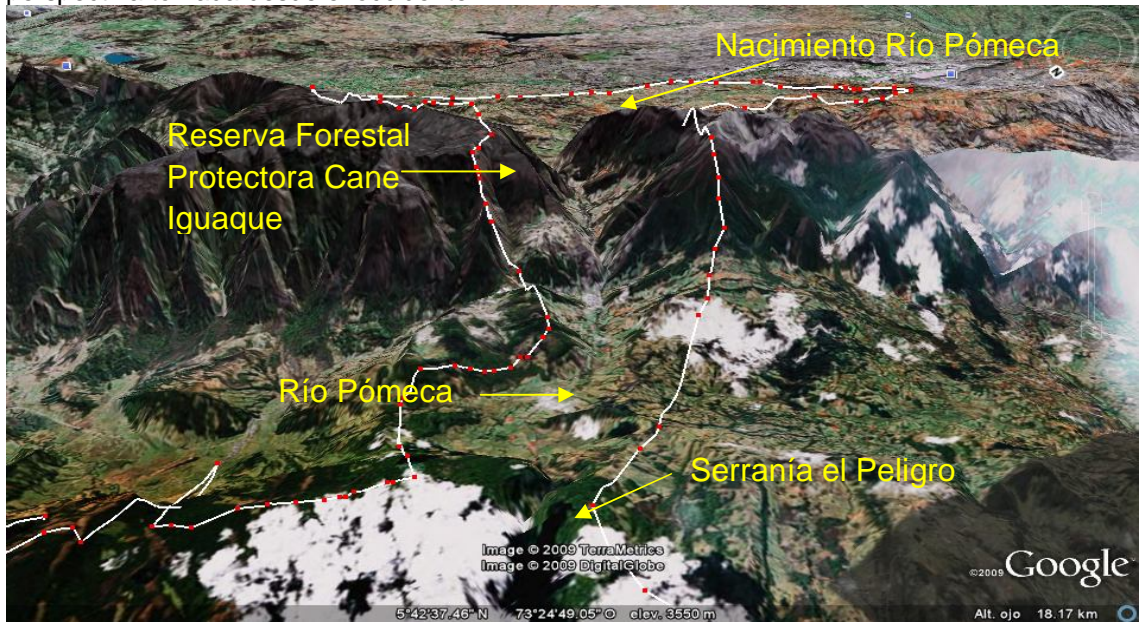 Nacimiento Río Pómeca
Reserva Forestal
Protectora Cane
Iguaque
Río Pómeca
Serranía el Peligro
Image © 2009 TerraMetrics
Image © 2009 DigitalGlobe
©2009 Google
5°42'37.46" N 73°24'49.05" O elev. 3550 m Alt. ojo 18.17 km